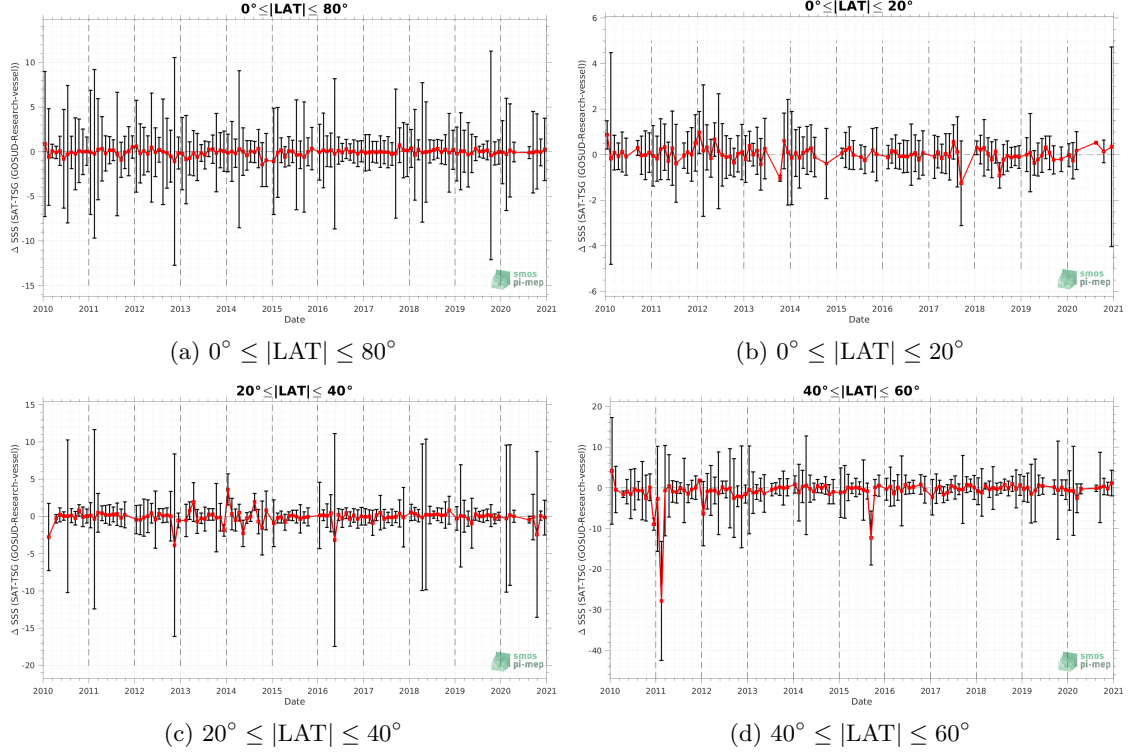 0°≤|LAT|≤ 80°
Δ SSS (SAT-TSG (GOSUD-Research-vessel))
10
5
0
-5
-10
-15
2010 2011 2012 2013 2014 2015 2016 2017 2018 2019 2020 2021
Date
smos
pi-mep
(a) 0° ≤ |LAT| ≤ 80°
0°≤|LAT|≤ 20°
Δ SSS (SAT-TSG (GOSUD-Research-vessel))
6
4
2
0
-2
-4
-6
2010 2011 2012 2013 2014 2015 2016 2017 2018 2019 2020 2021
Date
smos
pi-mep
(b) 0° ≤ |LAT| ≤ 20°
20°≤|LAT|≤ 40°
Δ SSS (SAT-TSG (GOSUD-Research-vessel))
15
10
5
0
-5
-10
-15
-20
2010 2011 2012 2013 2014 2015 2016 2017 2018 2019 2020 2021
Date
smos
pi-mep
(c) 20° ≤ |LAT| ≤ 40°
40°≤|LAT|≤ 60°
Δ SSS (SAT-TSG (GOSUD-Research-vessel))
20
10
0
-10
-20
-30
-40
2010 2011 2012 2013 2014 2015 2016 2017 2018 2019 2020 2021
Date
smos
pi-mep
(d) 40° ≤ |LAT| ≤ 60°